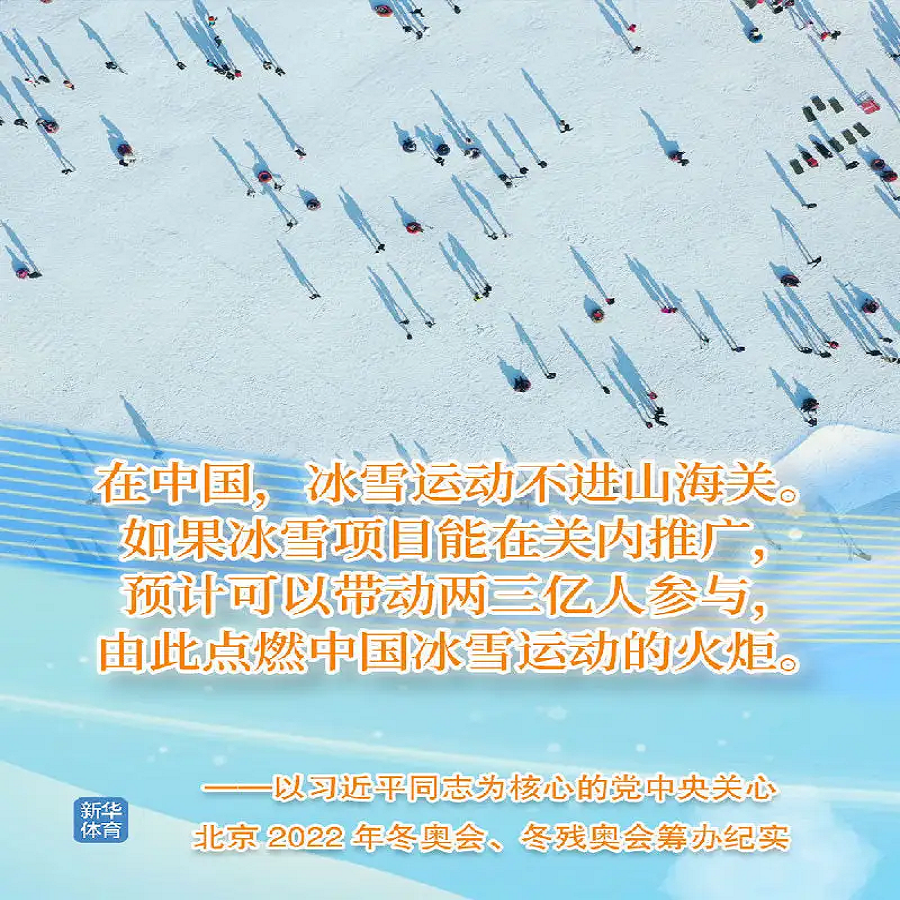 在中国，冰雪运动不进山海关。
如果冰雪项目能在关内推广，
预计可以带动两三亿人参与，
由此点燃中国冰雪运动的火炬。
——以习近平同志为核心的党中央关心
北京2022年冬奥会、冬残奥会筹办纪实
新华
体育